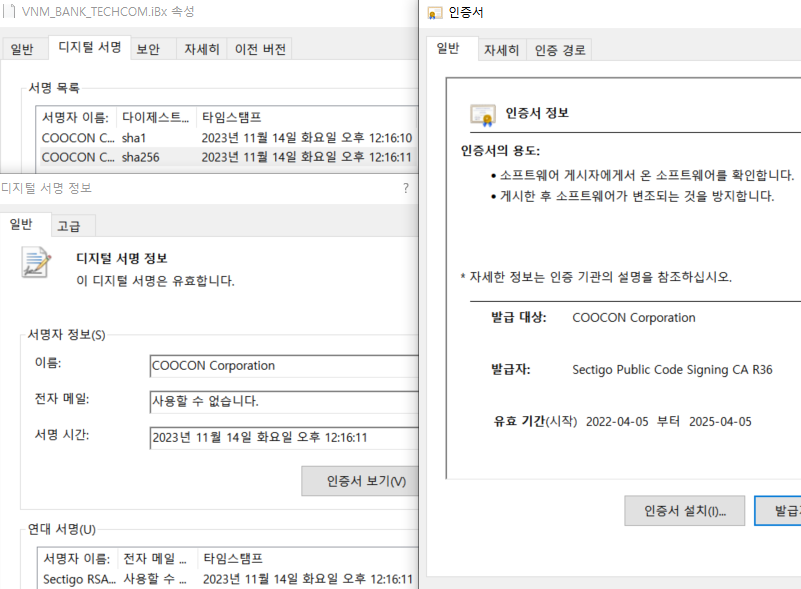 VNM_BANK_TECHCOM.iBx 속성
일반 디지털 서명 보안 자세히 이전 버전
서명 목록
서명자 이름: 다이제스트... 타임스탬프
COOCON C... sha1 2023년 11월 14일 화요일 오후 12:16:10
COOCON C... sha256 2023년 11월 14일 화요일 오후 12:16:11
디지털 서명 정보 ?
일반 고급
디지털 서명 정보
이 디지털 서명은 유효합니다.
서명자 정보(S)
이름: COOCON Corporation
전자 메일: 사용할 수 없습니다.
서명 시간: 2023년 11월 14일 화요일 오후 12:16:11
인증서 보기(V)
연대 서명(U)
서명자 이름: 전자 메일 ... 타임스탬프
Sectigo RSA... 사용할 수 ... 2023년 11월 14일 화요일 오후 12:16:11
인증서
일반 자세히 인증 경로
인증서 정보
인증서의 용도:
• 소프트웨어 게시자에게서 온 소프트웨어를 확인합니다.
• 게시한 후 소프트웨어가 변조되는 것을 방지합니다.
* 자세한 정보는 인증 기관의 설명을 참조하십시오.
발급 대상: COOCON Corporation
발급자: Sectigo Public Code Signing CA R36
유효 기간(시작) 2022-04-05 부터 2025-04-05
인증서 설치(I)... 발급